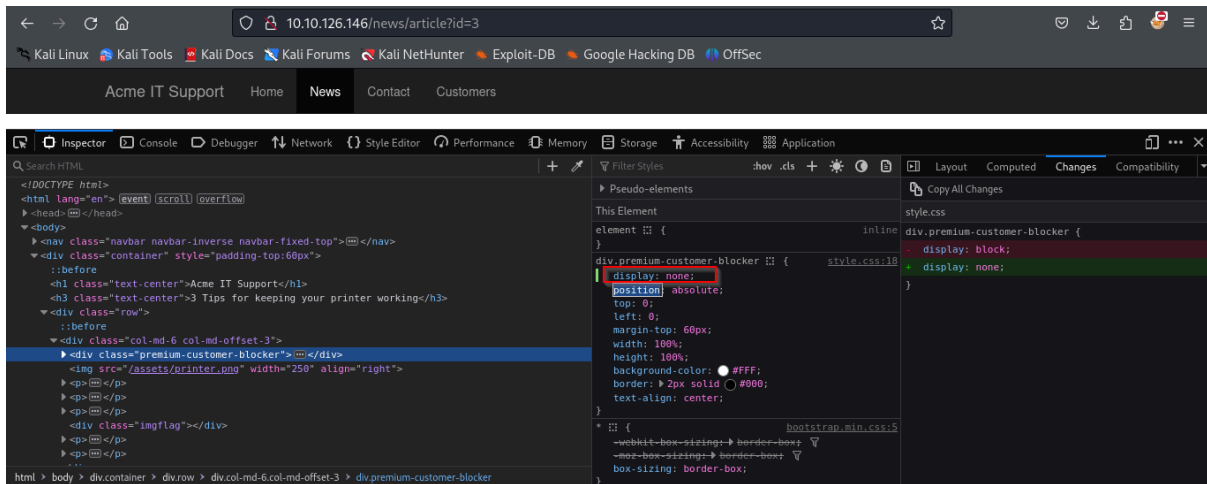 10.10.126.146/news/article?id=3
Kali Linux Kali Tools Kali Docs Kali Forums Kali NetHunter Exploit-DB Google Hacking DB OffSec
Acme IT Support Home News Contact Customers
Inspector Console Debugger Network Style Editor Performance Memory Storage Accessibility Application
Search HTML
<!DOCTYPE html>
<html lang="en"> event scroll overflow
<head> ⋯ </head>
<body>
<nav class="navbar navbar-inverse navbar-fixed-top"> ⋯ </nav>
<div class="container" style="padding-top:60px">
::before
<h1 class="text-center">Acme IT Support</h1>
<h3 class="text-center">3 Tips for keeping your printer working</h3>
<div class="row">
::before
<div class="col-md-6 col-md-offset-3">
<div class="premium-customer-blocker"> ⋯ </div>
<img src="/assets/printer.png" width="250" align="right">
<p> ⋯ </p>
<p> ⋯ </p>
<div class="imgflag"></div>
<p> ⋯ </p>
<p> ⋯ </p>
html > body > div.container > div.row > div.col-md-6.col-md-offset-3 > div.premium-customer-blocker
Filter Styles :hov .cls
Pseudo-elements
This Element
element { inline
}
div.premium-customer-blocker { style.css:18
display: none;
position: absolute;
top: 0;
left: 0;
margin-top: 60px;
width: 100%;
height: 100%;
background-color: #FFF;
border: 2px solid #000;
text-align: center;
}
* { bootstrap.min.css:5
-webkit-box-sizing: border-box;
-moz-box-sizing: border-box;
box-sizing: border-box;
}
Layout Computed Changes Compatibility
Copy All Changes
style.css
div.premium-customer-blocker {
- display: block;
+ display: none;
}